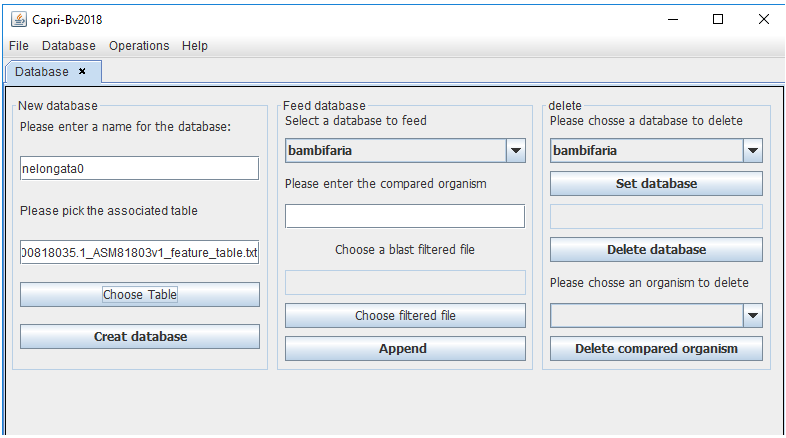 Capri-Bv2018
File Database Operations Help
Database
New database
Please enter a name for the database:
nelongata0
Please pick the associated table
00818035.1_ASM81803v1_feature_table.txt
Choose Table
Creat database
Feed database
Select a database to feed
bambifaria
Please enter the compared organism
Choose a blast filtered file
Choose filtered file
Append
delete
Please choose a database to delete
bambifaria
Set database
Delete database
Please choose an organism to delete
Delete compared organism